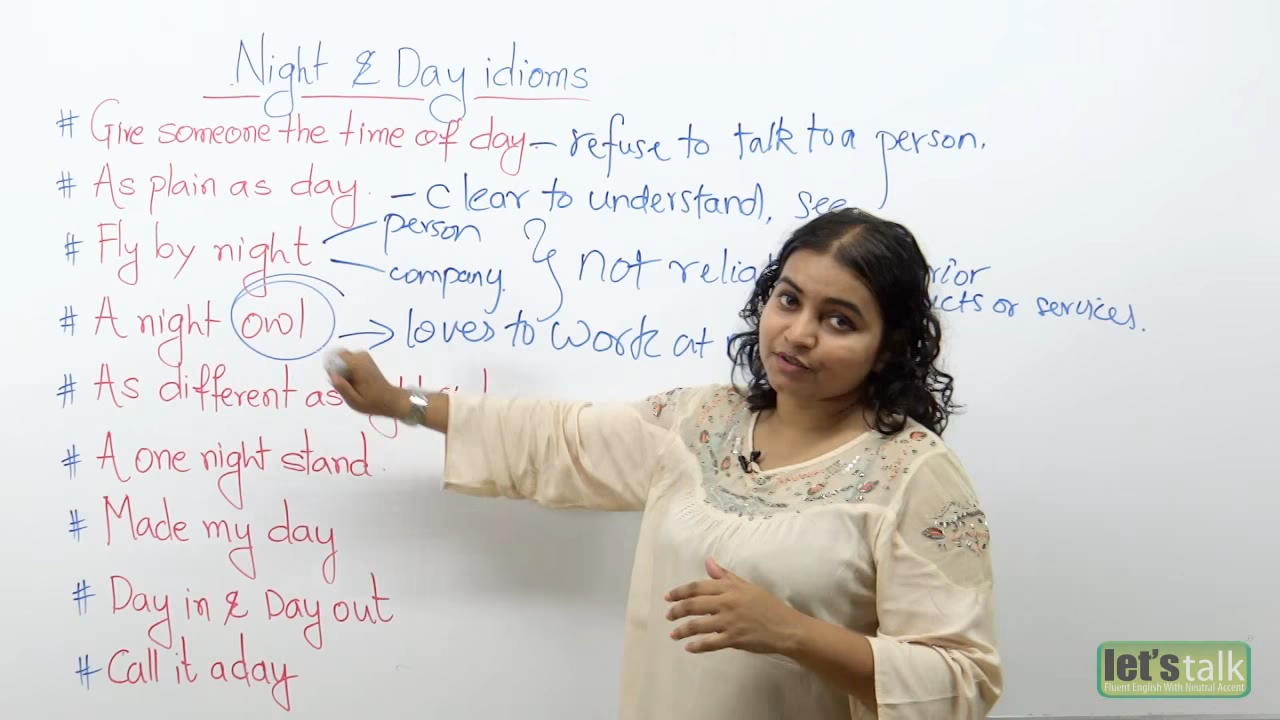 Night & Day idioms
# Give someone the time of day – refuse to talk to a person.
# As plain as day. – clear to understand, see
# Fly by night person company. } not
# A night owl → loves to work at
# As different as
# A one night stand.
# Made my day
# Day in & Day out
# Call it a day
or services.
let's talk
Fluent English With Neutral Accent